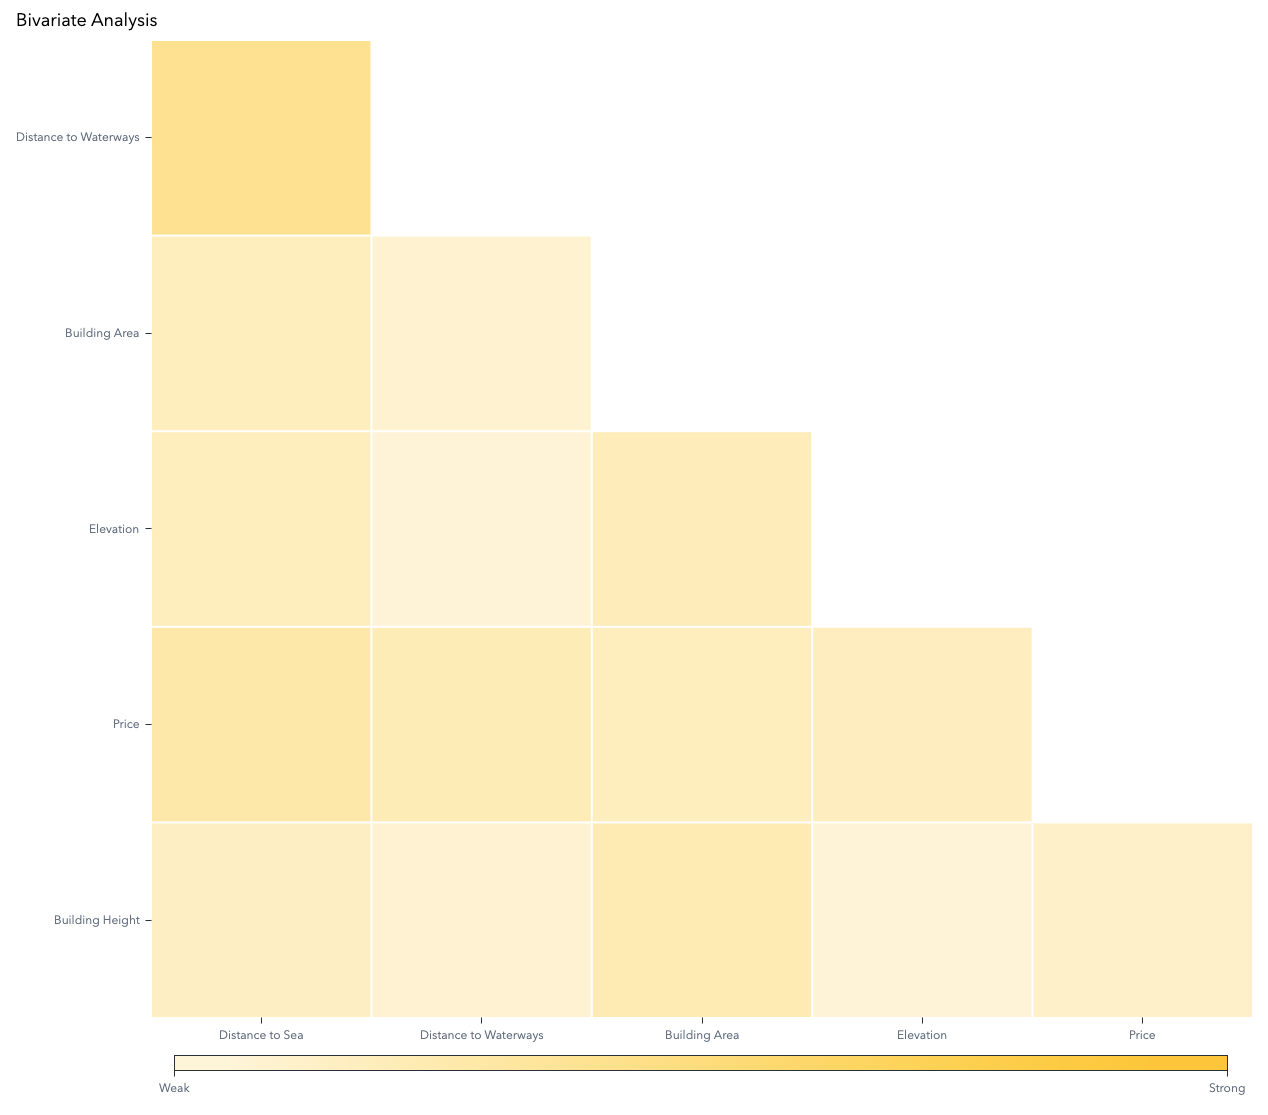 Bivariate Analysis
Distance to Waterways
Building Area
Elevation
Price
Building Height
Distance to Sea
Distance to Waterways
Building Area
Elevation
Price
Weak
Strong